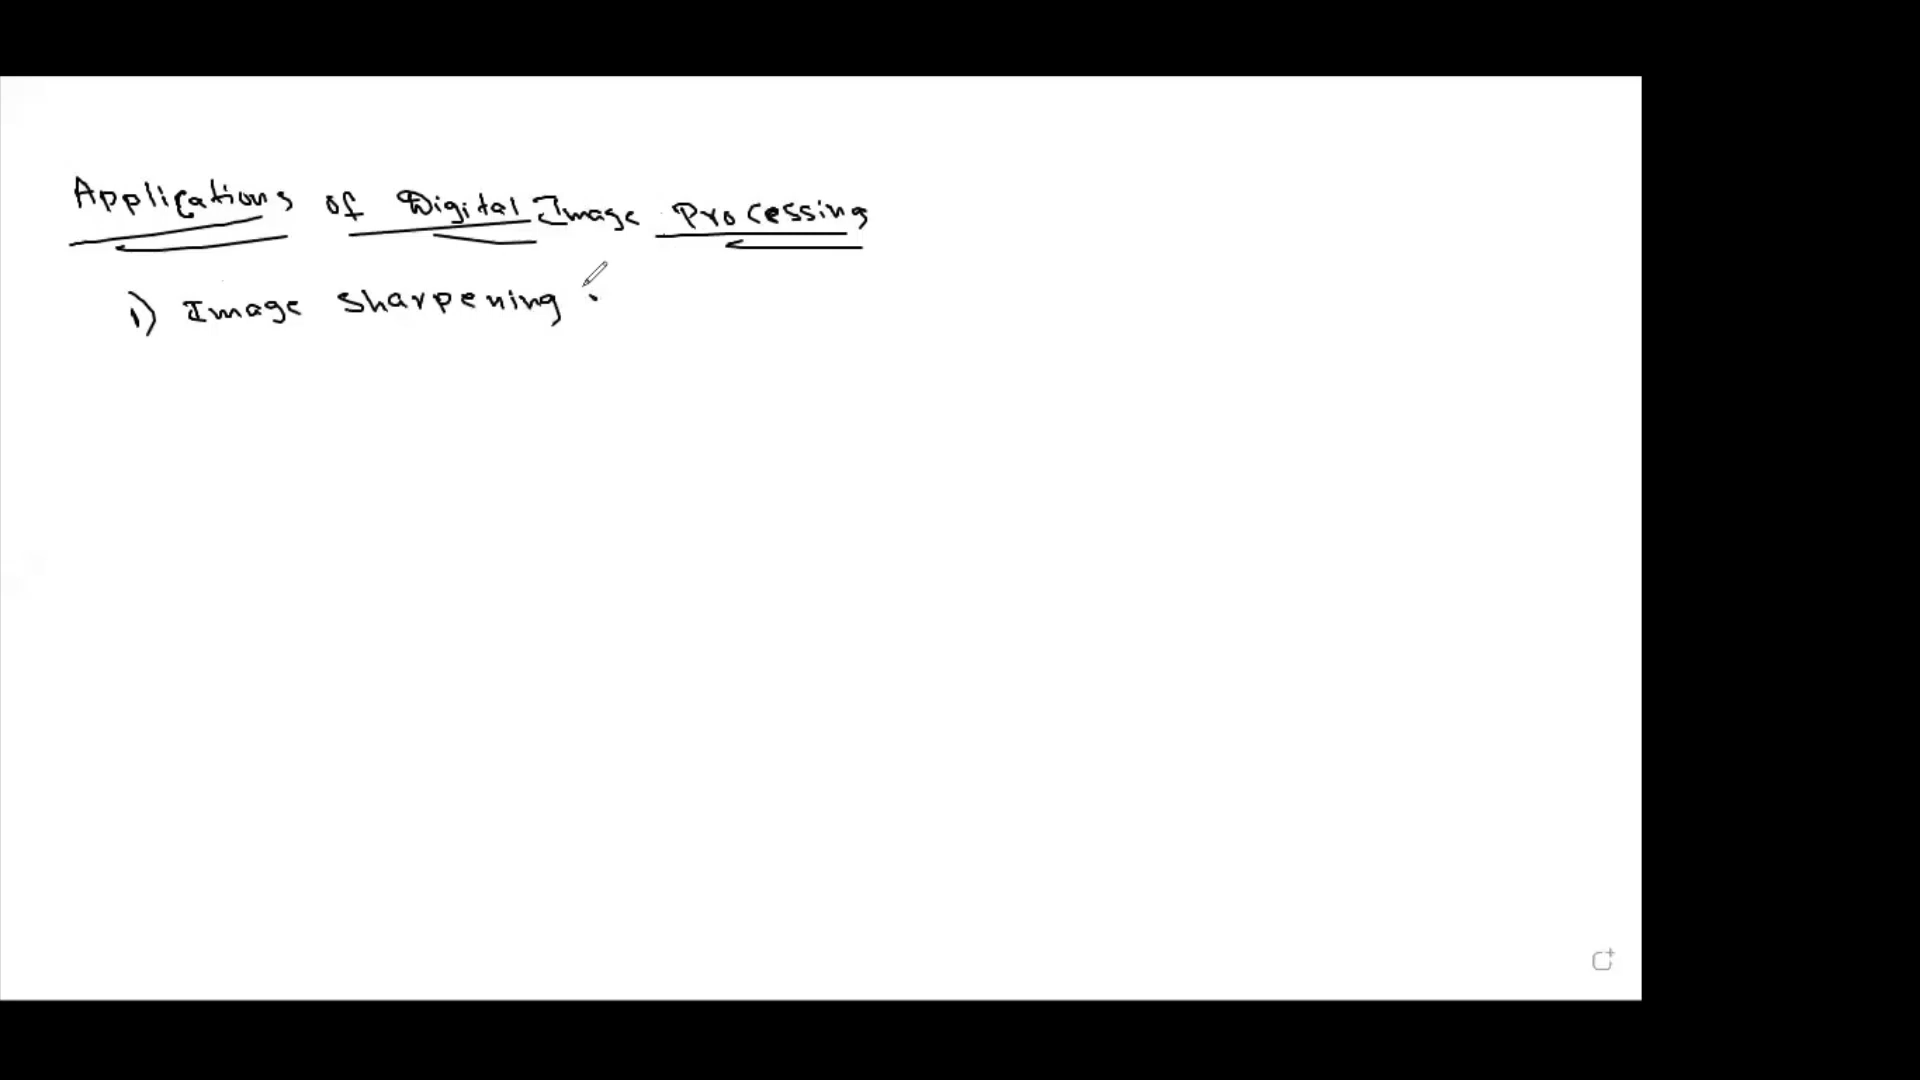 Applications of Digital Image Processing
1) Image sharpening .